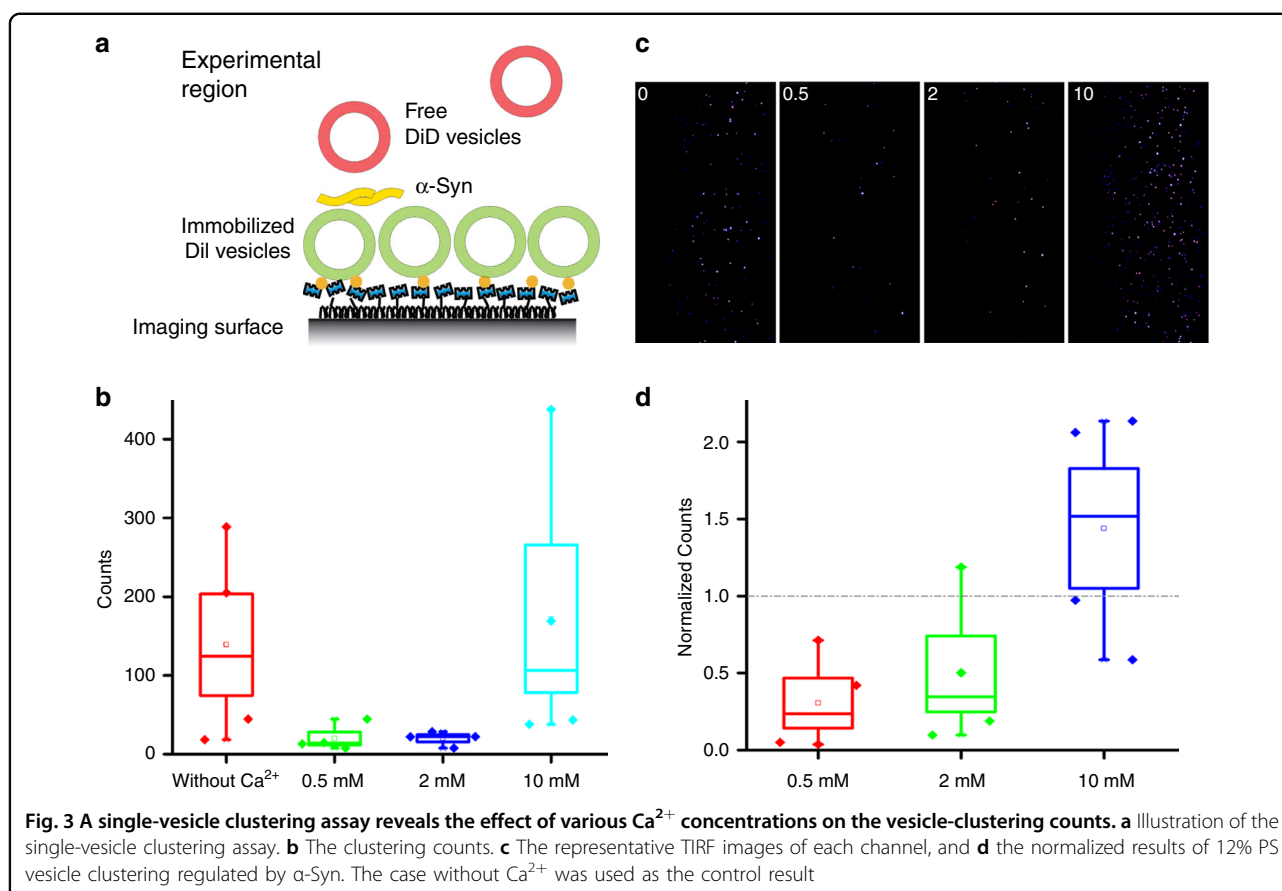 a
Experimental
region
Free
DiD vesicles
α-Syn
Immobilized
DiI vesicles
Imaging surface
c
0
0.5
2
10
b
Counts
400
300
200
100
0
Without Ca²⁺
0.5 mM
2 mM
10 mM
d
Normalized Counts
2.0
1.5
1.0
0.5
0.0
0.5 mM
2 mM
10 mM
Fig. 3 A single-vesicle clustering assay reveals the effect of various Ca²⁺ concentrations on the vesicle-clustering counts. a Illustration of the
single-vesicle clustering assay. b The clustering counts. c The representative TIRF images of each channel, and d the normalized results of 12% PS
vesicle clustering regulated by α-Syn. The case without Ca²⁺ was used as the control result